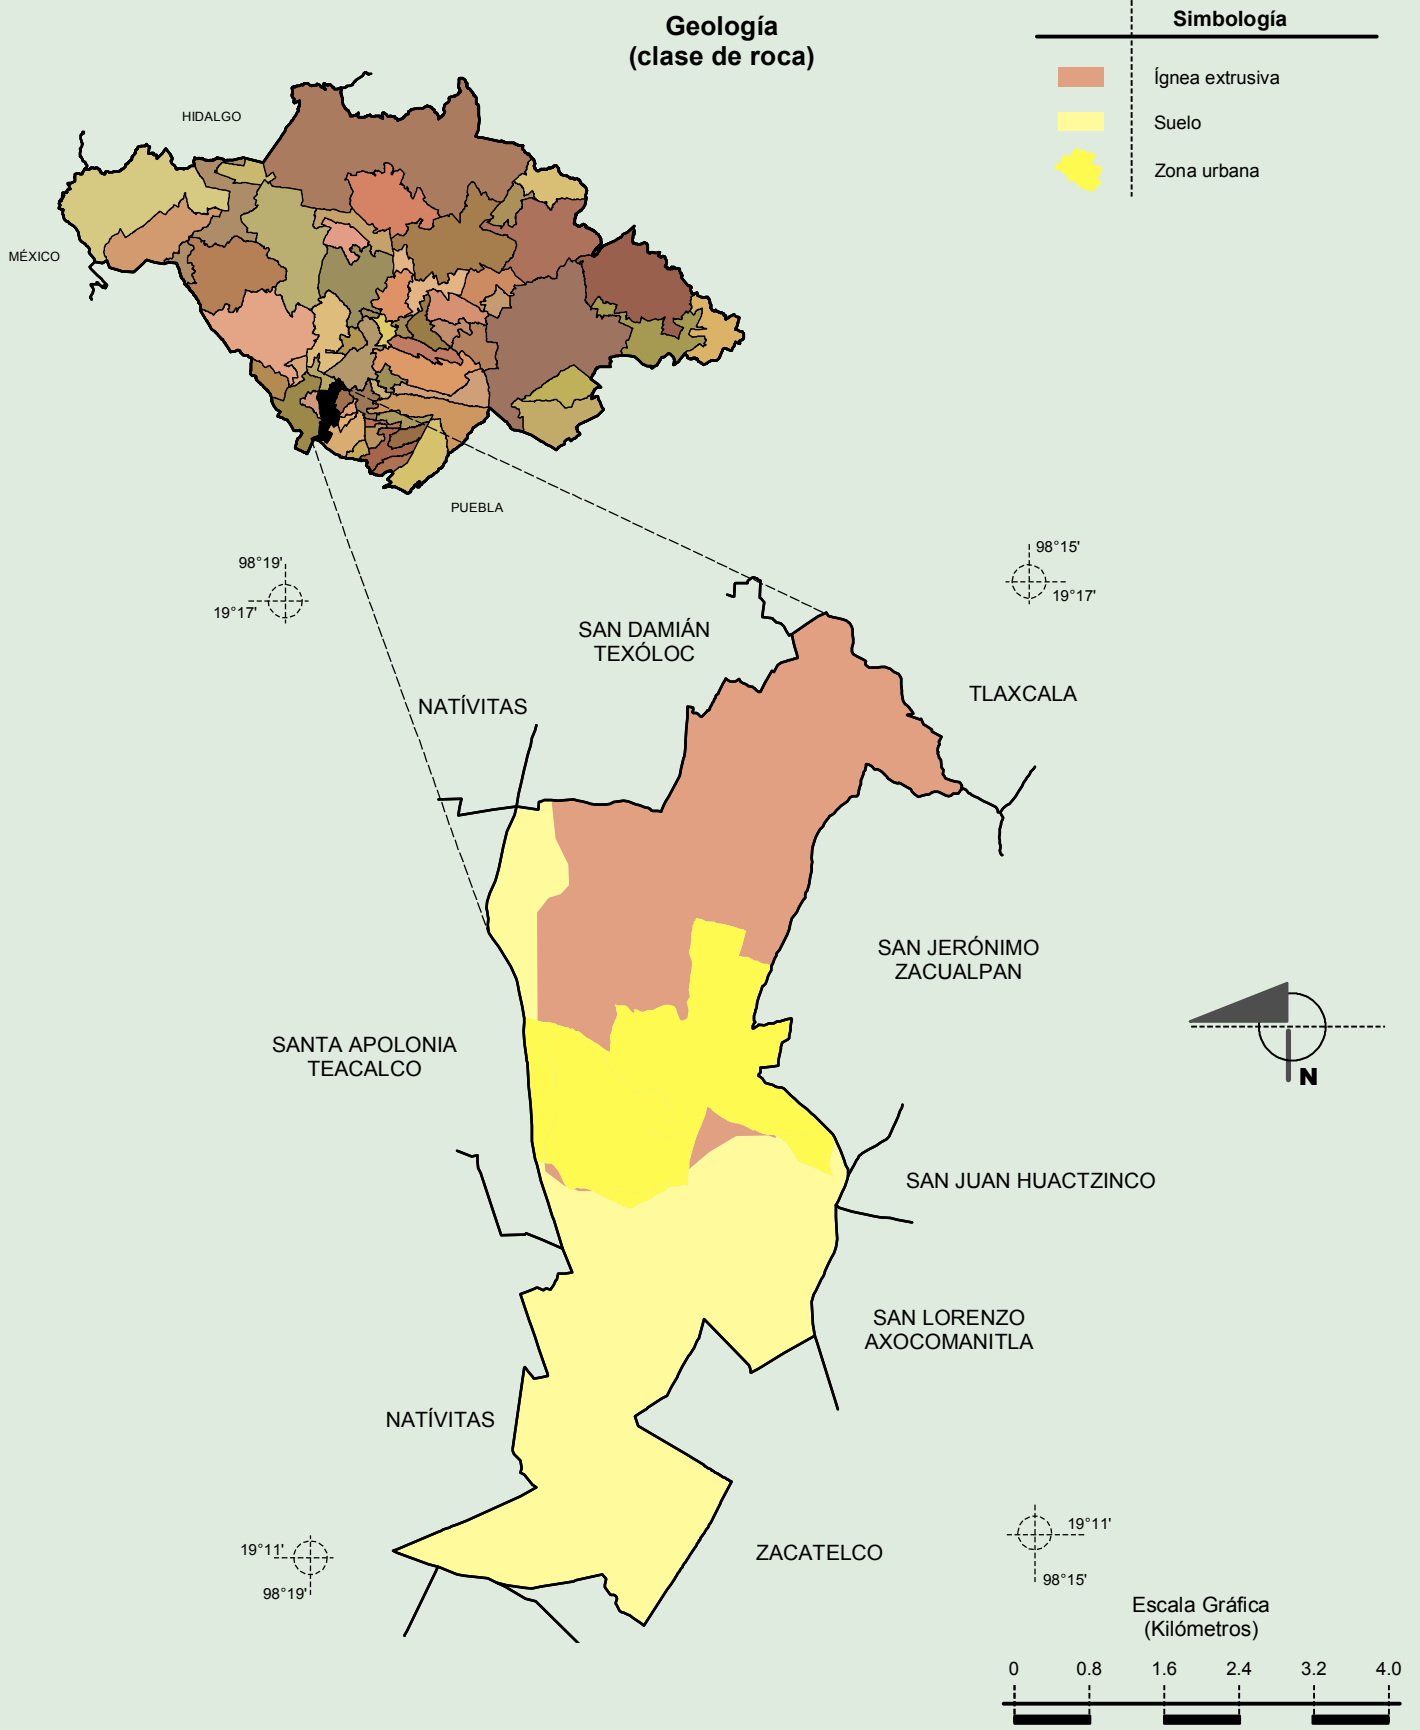 Geología
(clase de roca)
Simbología
Ígnea extrusiva
Suelo
Zona urbana
HIDALGO
MÉXICO
PUEBLA
98°19'
19°17'
98°15'
19°17'
SAN DAMIÁN
TEXÓLOC
NATÍVITAS
TLAXCALA
SAN JERÓNIMO
ZACUALPAN
SANTA APOLONIA
TEACALCO
N
SAN JUAN HUACTZINCO
SAN LORENZO
AXOCOMANITLA
NATÍVITAS
ZACATELCO
19°11'
98°19'
19°11'
98°15'
Escala Gráfica
(Kilómetros)
0 0.8 1.6 2.4 3.2 4.0